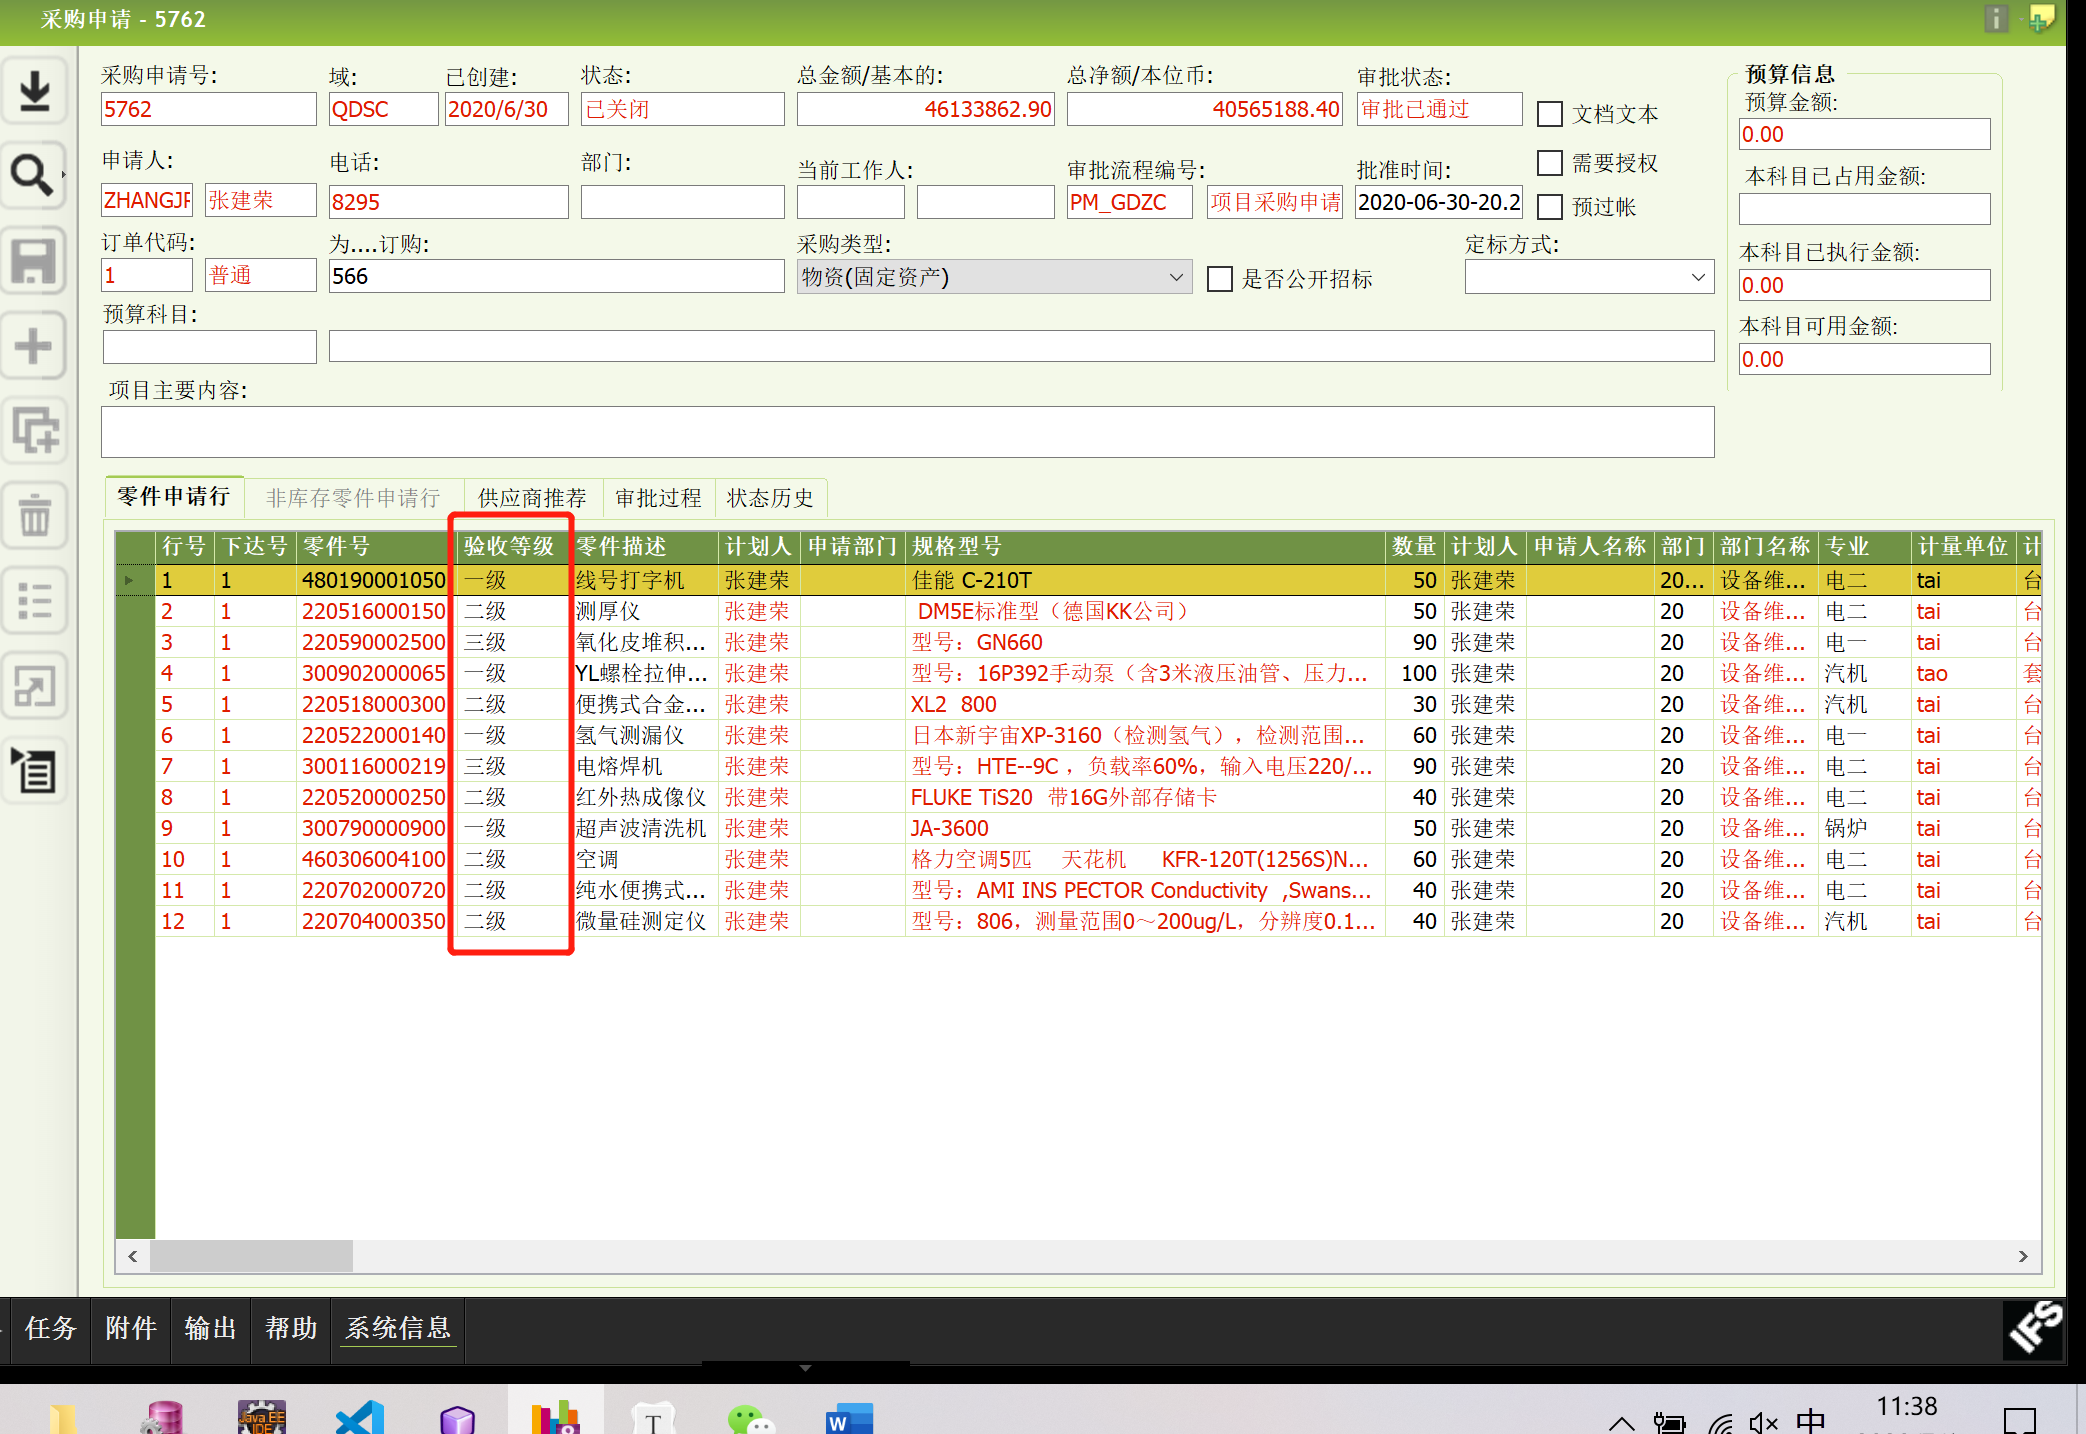 采购申请 - 5762
采购申请号: 域: 已创建: 状态: 总金额/基本的: 总净额/本位币: 审批状态: 预算信息
5762 QDSC 2020/6/30 已关闭 46133862.90 40565188.40 审批已通过 文档文本
预算金额:
0.00
申请人: 电话: 部门: 当前工作人: 审批流程编号: 批准时间: 需要授权
本科目已占用金额:
ZHANGJF 张建荣 8295 PM_GDZC 项目采购申请 2020-06-30-20.2 预过帐
订单代码: 为....订购: 采购类型: 定标方式:
本科目已执行金额:
1 普通 566 物资(固定资产) 是否公开招标
0.00
预算科目:
本科目可用金额:
0.00
项目主要内容:
零件申请行 非库存零件申请行 供应商推荐 审批过程 状态历史
行号 下达号 零件号 验收等级 零件描述 计划人 申请部门 规格型号 数量 计划人 申请人名称 部门 部门名称 专业 计量单位 计
1 1 480190001050 一级 线号打字机 张建荣 佳能 C-210T 50 张建荣 20... 设备维... 电二 tai 台
2 1 220516000150 二级 测厚仪 张建荣 DM5E标准型（德国KK公司） 50 张建荣 20 设备维... 电二 tai 台
3 1 220590002500 三级 氧化皮堆积... 张建荣 型号：GN660 90 张建荣 20 设备维... 电一 tai 台
4 1 300902000065 一级 YL螺栓拉伸... 张建荣 型号：16P392手动泵（含3米液压油管、压力... 100 张建荣 20 设备维... 汽机 tao 套
5 1 220518000300 二级 便携式合金... 张建荣 XL2 800 30 张建荣 20 设备维... 汽机 tai 台
6 1 220522000140 一级 氢气测漏仪 张建荣 日本新宇宙XP-3160（检测氢气），检测范围... 60 张建荣 20 设备维... 电一 tai 台
7 1 300116000219 三级 电熔焊机 张建荣 型号：HTE--9C ，负载率60%，输入电压220/... 90 张建荣 20 设备维... 电二 tai 台
8 1 220520000250 二级 红外热成像仪 张建荣 FLUKE TiS20 带16G外部存储卡 40 张建荣 20 设备维... 电二 tai 台
9 1 300790000900 一级 超声波清洗机 张建荣 JA-3600 50 张建荣 20 设备维... 锅炉 tai 台
10 1 460306004100 二级 空调 张建荣 格力空调5匹 天花机 KFR-120T(1256S)N... 60 张建荣 20 设备维... 电二 tai 台
11 1 220702000720 二级 纯水便携式... 张建荣 型号：AMI INS PECTOR Conductivity ,Swans... 40 张建荣 20 设备维... 电二 tai 台
12 1 220704000350 二级 微量硅测定仪 张建荣 型号：806，测量范围0～200ug/L，分辨度0.1... 40 张建荣 20 设备维... 汽机 tai 台
任务 附件 输出 帮助 系统信息 IFS
Java EE
IDE
T
W
中
11:38